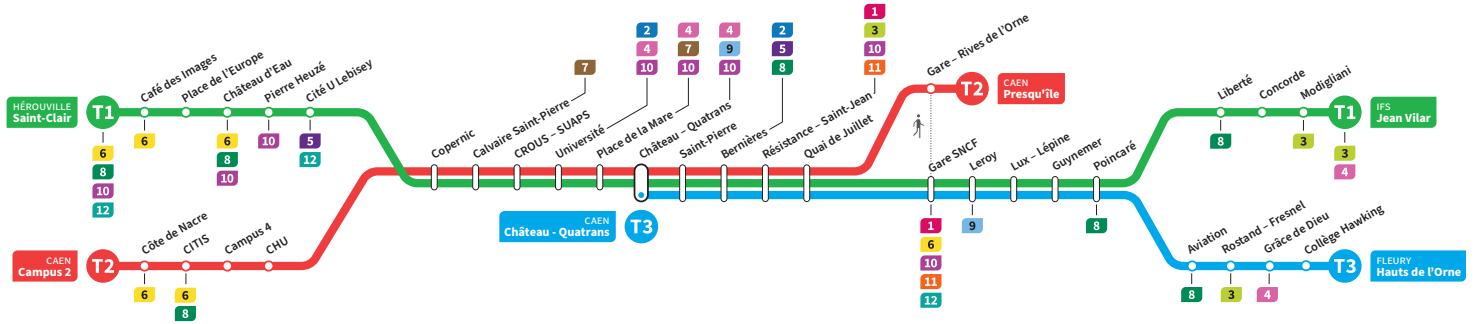 HÉROUVILLE
Saint-Clair
T1
6
8
10
12
Café des Images
6
Place de l'Europe
Château d'Eau
6
8
10
Pierre Heuzé
10
Cité U Lebisey
5
12
CAEN
Campus 2
T2
Côte de Nacre
6
CITIS
6
8
Campus 4
CHU
Copernic
Calvaire Saint-Pierre
7
CROUS – SUAPS
Université
2
4
10
Place de la Mare
4
7
10
Château – Quatrans
4
9
10
CAEN
Château - Quatrans
T3
Saint-Pierre
Bernières
2
5
8
Résistance – Saint-Jean
1
3
10
11
Quai de Juillet
Gare – Rives de l'Orne
T2
CAEN
Presqu'île
Gare SNCF
1
6
10
11
12
Leroy
9
Lux – Lépine
Guynemer
Poincaré
8
Liberté
8
Concorde
Modigliani
3
T1
3
4
IFS
Jean Vilar
Aviation
8
Rostand – Fresnel
3
Grâce de Dieu
4
Collège Hawking
T3
FLEURY
Hauts de l'Orne